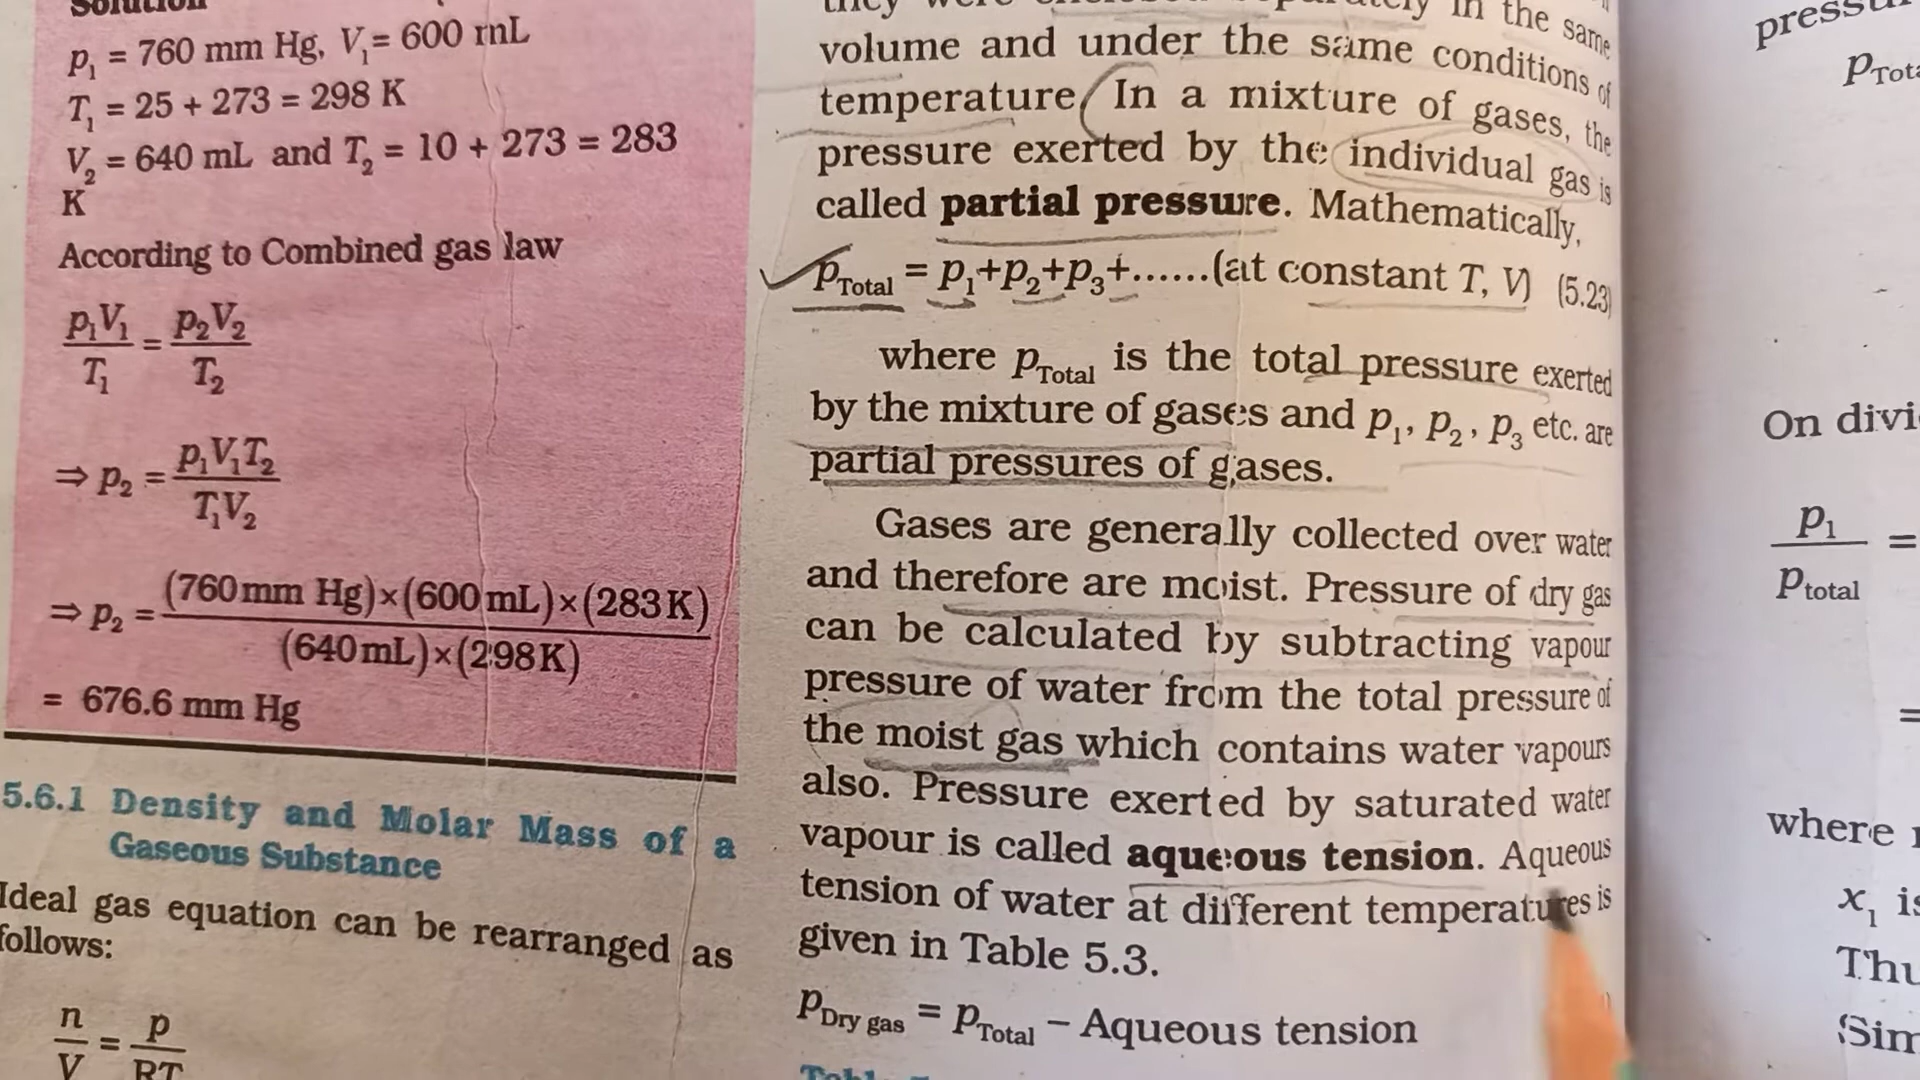 Solution
p₁ = 760 mm Hg, V₁= 600 mL
T₁ = 25 + 273 = 298 K
V₂ = 640 mL and T₂ = 10 + 273 = 283
K
According to Combined gas law
p₁V₁/T₁ = p₂V₂/T₂
⇒ p₂ = p₁V₁T₂/T₁V₂
⇒ p₂ = (760 mm Hg)×(600 mL)×(283 K)/(640 mL)×(298 K)
= 676.6 mm Hg
5.6.1 Density and Molar Mass of a
Gaseous Substance
Ideal gas equation can be rearranged as
follows:
n/V = p/RT
they were in the same
volume and under the same conditions of
temperature. In a mixture of gases, the
pressure exerted by the individual gas is
called partial pressure. Mathematically,
pTotal = p₁+p₂+p₃+......(at constant T, V) (5.23)
where pTotal is the total pressure exerted
by the mixture of gases and p₁, p₂, p₃ etc. are
partial pressures of gases.
Gases are generally collected over water
and therefore are moist. Pressure of dry gas
can be calculated by subtracting vapour
pressure of water from the total pressure of
the moist gas which contains water vapours
also. Pressure exerted by saturated water
vapour is called aqueous tension. Aqueous
tension of water at different temperatures is
given in Table 5.3.
pDry gas = pTotal − Aqueous tension
On divi
p₁/ptotal =
=
where
x₁ is